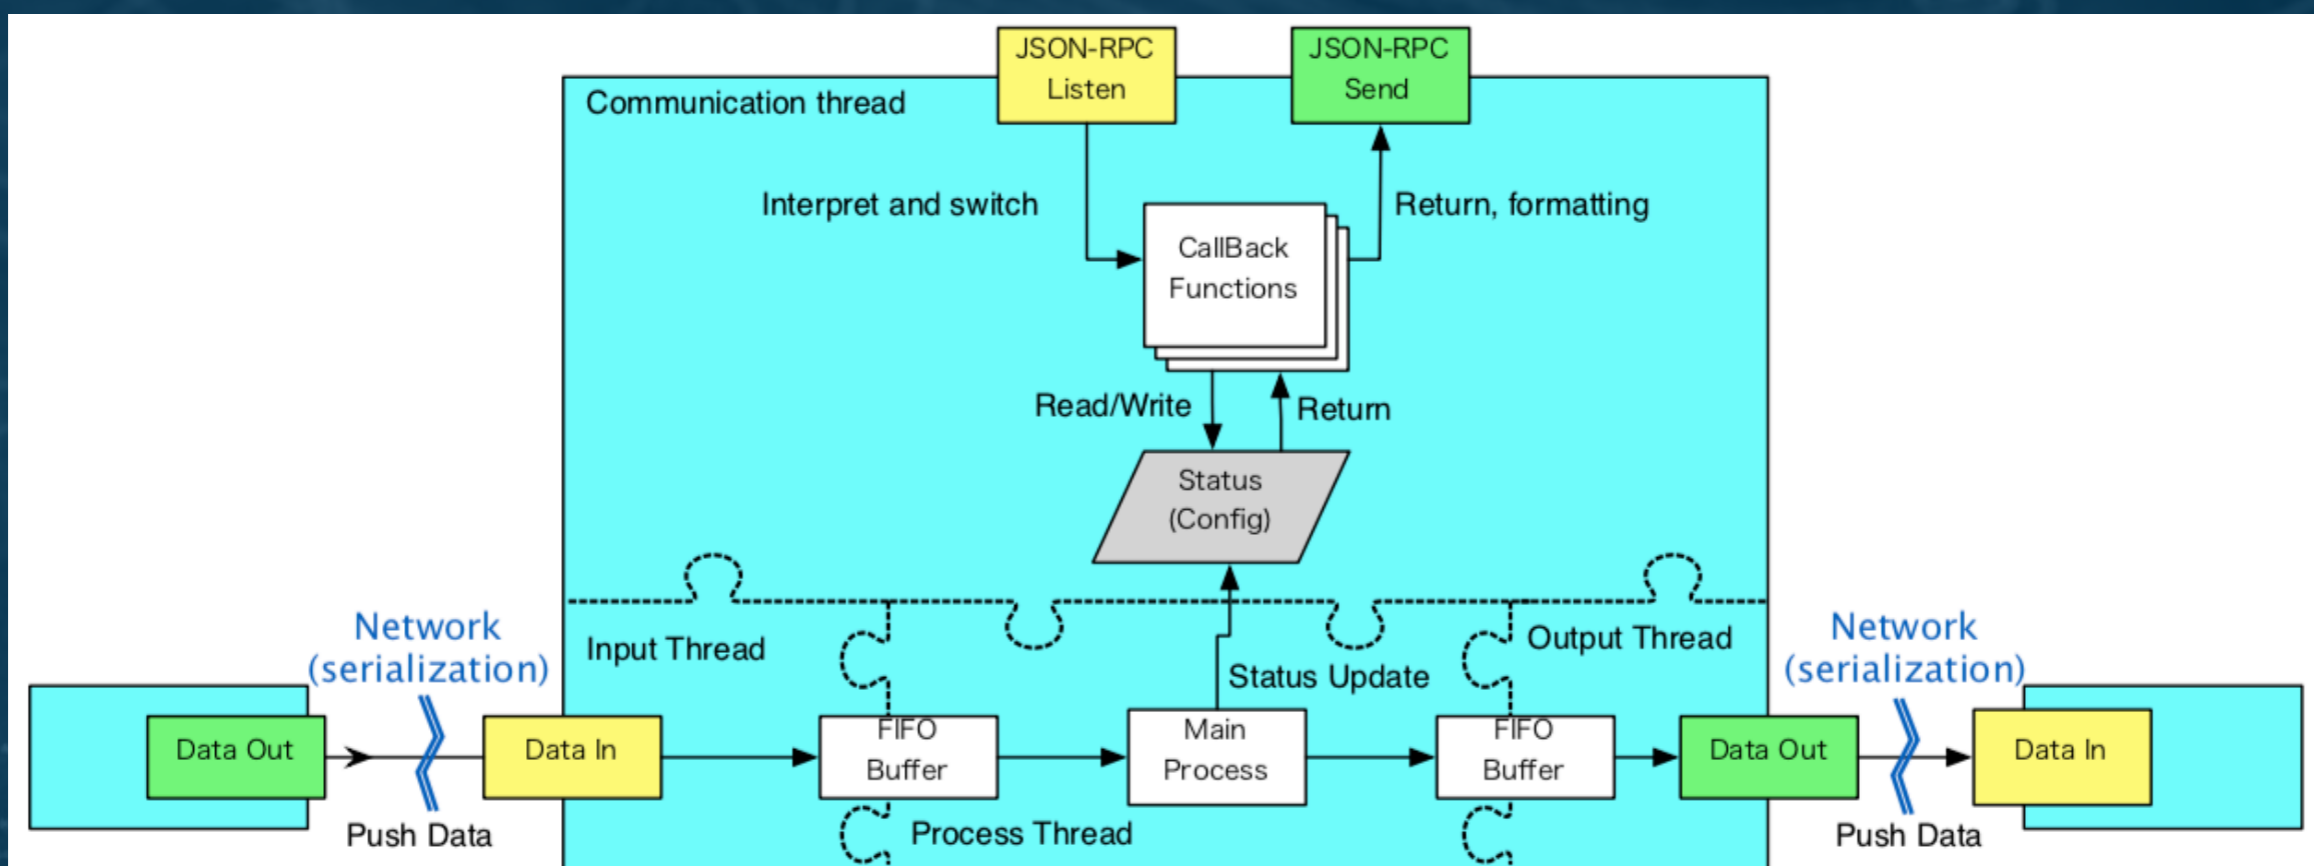 JSON-RPC
Listen
JSON-RPC
Send
Communication thread
Interpret and switch
Return, formatting
CallBack
Functions
Read/Write
Return
Status
(Config)
Network
(serialization)
Input Thread
Output Thread
Network
(serialization)
Status Update
Data Out
Data In
FIFO
Buffer
Main
Process
FIFO
Buffer
Data Out
Data In
Push Data
Process Thread
Push Data